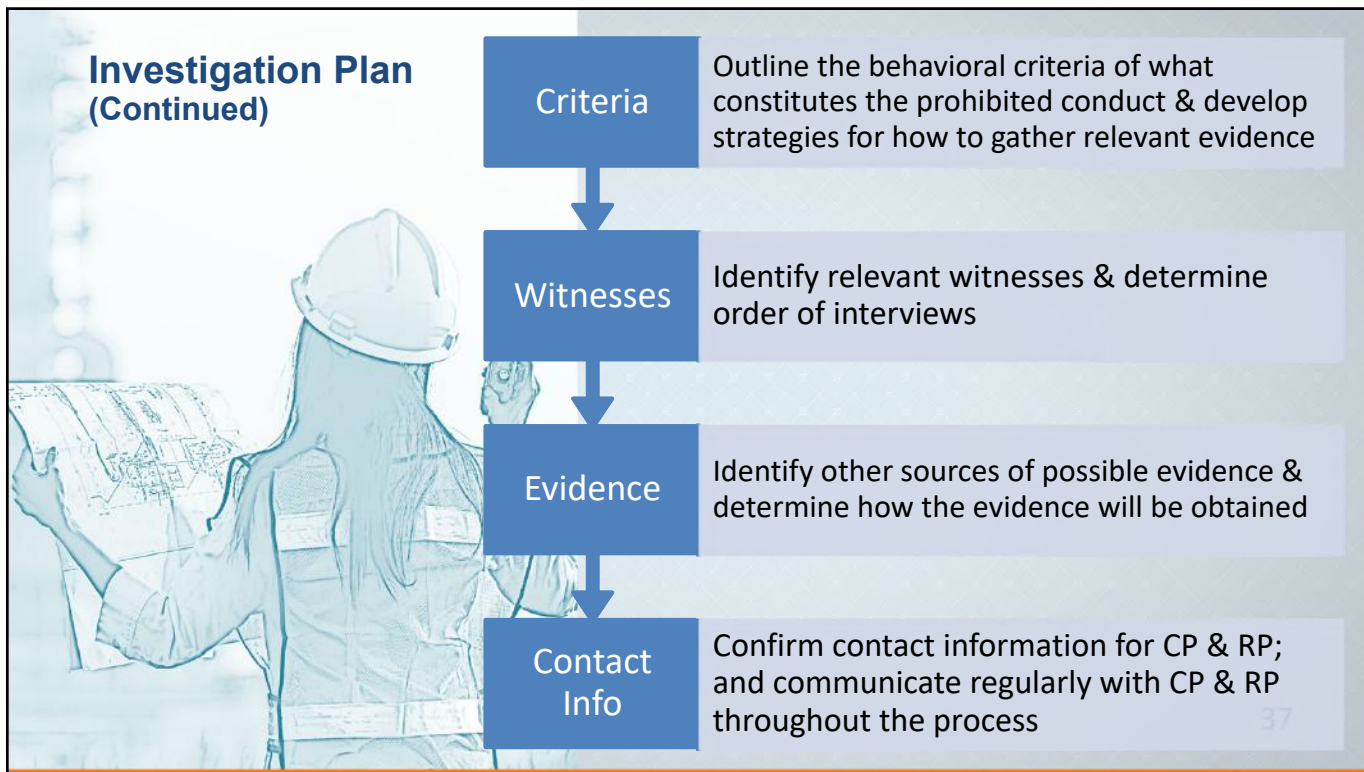 Investigation Plan
(Continued)
Criteria
Outline the behavioral criteria of what
constitutes the prohibited conduct & develop
strategies for how to gather relevant evidence
Witnesses
Identify relevant witnesses & determine
order of interviews
Evidence
Identify other sources of possible evidence &
determine how the evidence will be obtained
Contact
Info
Confirm contact information for CP & RP;
and communicate regularly with CP & RP
throughout the process
37